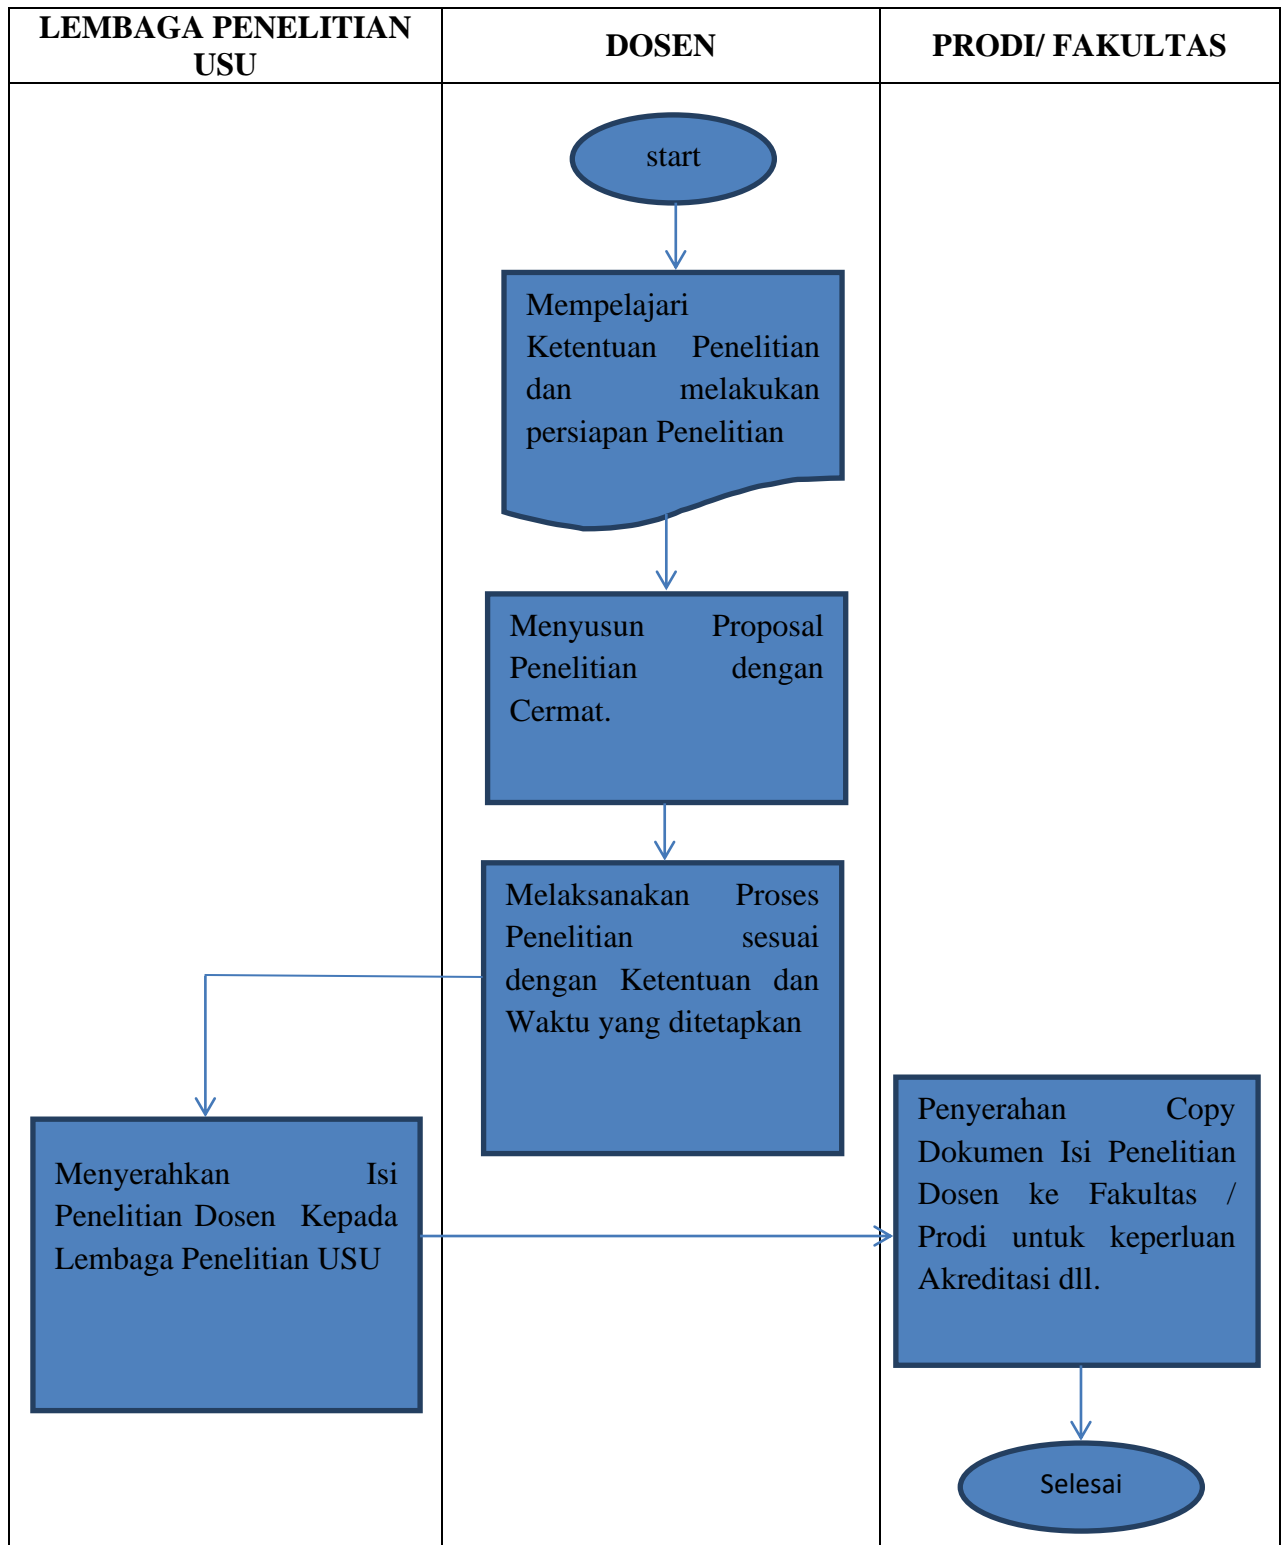 LEMBAGA PENELITIAN
USU
DOSEN
PRODI/ FAKULTAS
start
Mempelajari
Ketentuan Penelitian
dan melakukan
persiapan Penelitian
Menyusun Proposal
Penelitian dengan
Cermat.
Melaksanakan Proses
Penelitian sesuai
dengan Ketentuan dan
Waktu yang ditetapkan
Menyerahkan Isi
Penelitian Dosen Kepada
Lembaga Penelitian USU
Penyerahan Copy
Dokumen Isi Penelitian
Dosen ke Fakultas /
Prodi untuk keperluan
Akreditasi dll.
Selesai